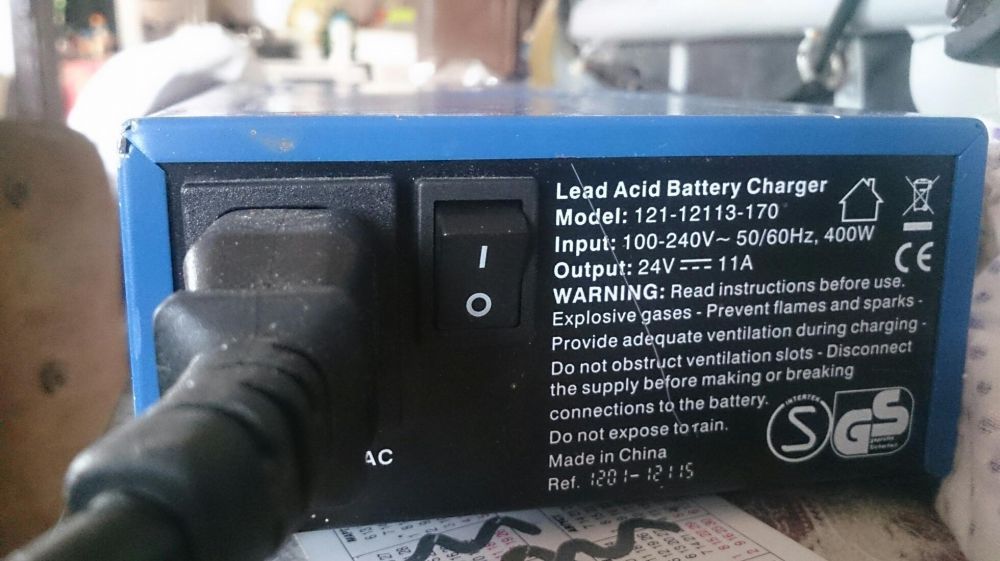 Lead Acid Battery Charger
Model: 121-12113-170
Input: 100-240V~ 50/60Hz, 400W
Output: 24V ⎓ 11A
WARNING: Read instructions before use.
Explosive gases - Prevent flames and sparks -
Provide adequate ventilation during charging -
Do not obstruct ventilation slots - Disconnect
the supply before making or breaking
connections to the battery.
Do not expose to rain.
Made in China
Ref. 1201-12115
CE
I
O
AC
INTERTEK
S
GS
geprüfte
Sicherheit